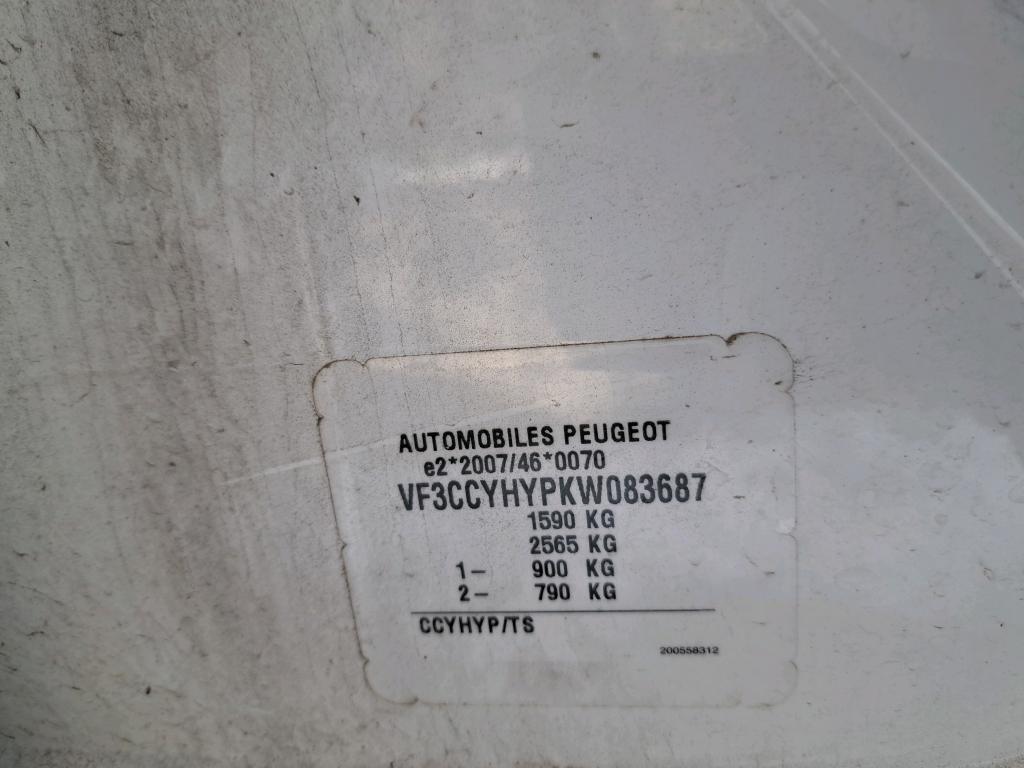 AUTOMOBILES PEUGEOT
e2*2007/46*0070
VF3CCYHYPKW083687
1590 KG
2565 KG
1- 900 KG
2- 790 KG
CCYHYP/TS
200558312